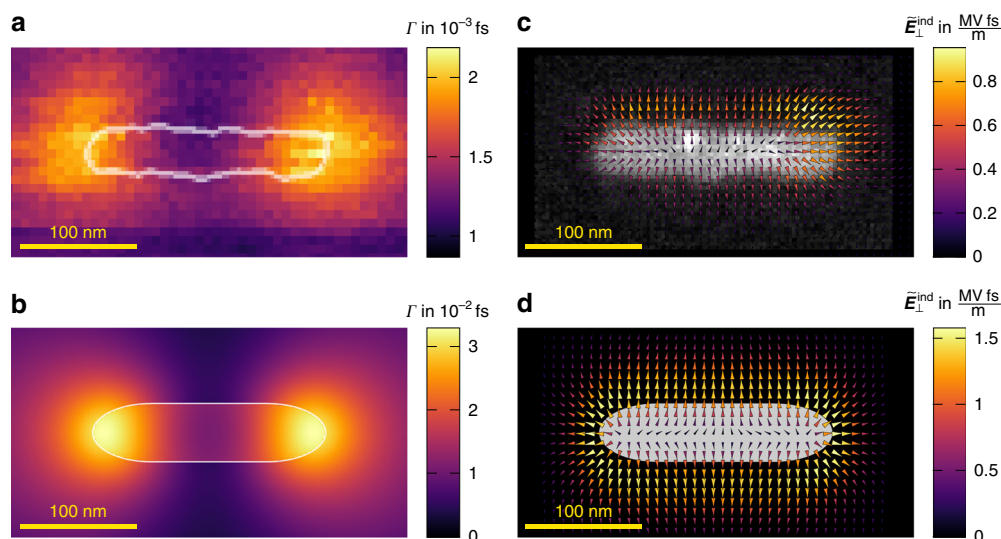 a
Γ in 10⁻³ fs
2
1.5
1
100 nm
c
Ẽ⊥ⁱⁿᵈ in MV fs/m
0.8
0.6
0.4
0.2
0
100 nm
b
Γ in 10⁻² fs
3
2
1
0
100 nm
d
Ẽ⊥ⁱⁿᵈ in MV fs/m
1.5
1
0.5
0
100 nm